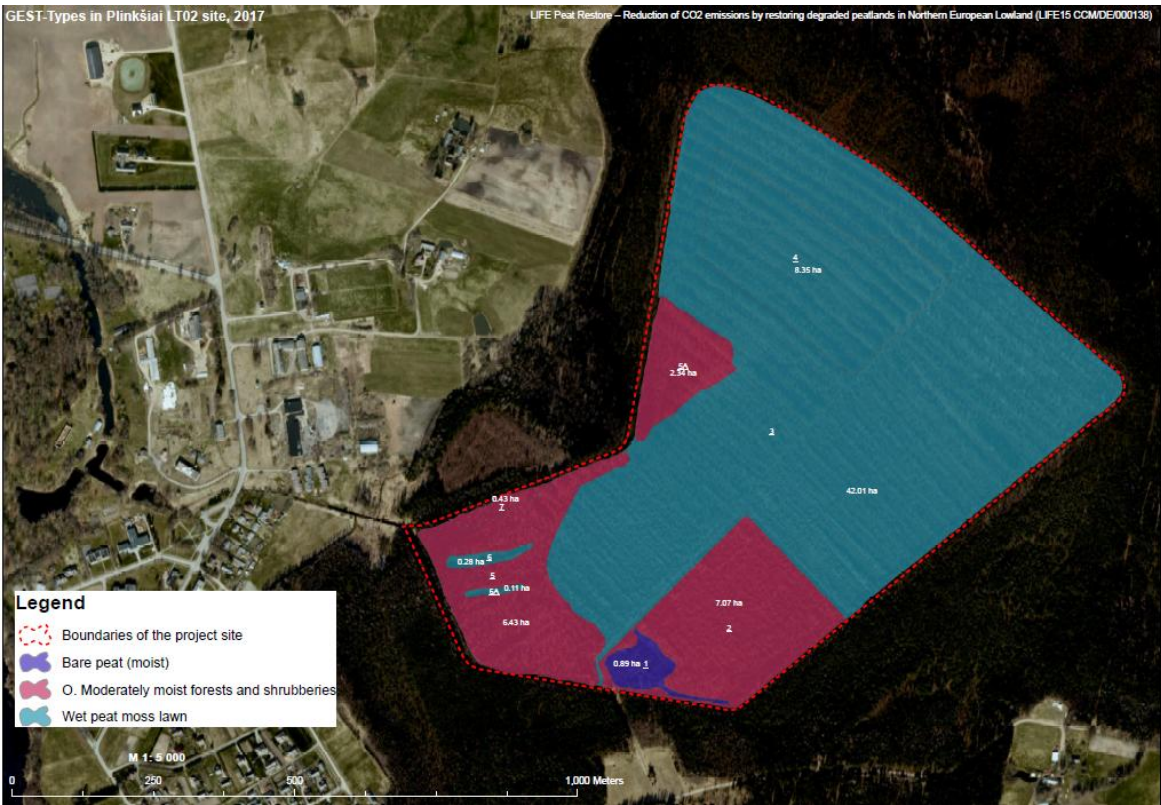 GEST-Types in Plinkšiai LT02 site, 2017
LIFE Peat Restore – Reduction of CO2 emissions by restoring degraded peatlands in Northern European Lowland (LIFE15 CCM/DE/000138)
4
8.35 ha
5A
2.34 ha
3
42.01 ha
0.43 ha
7
0.28 ha 6
5
6A 0.11 ha
6.43 ha
7.07 ha
2
0.89 ha 1
Legend
Boundaries of the project site
Bare peat (moist)
O. Moderately moist forests and shrubberies
Wet peat moss lawn
M 1: 5 000
0 250 500 1,000 Meters